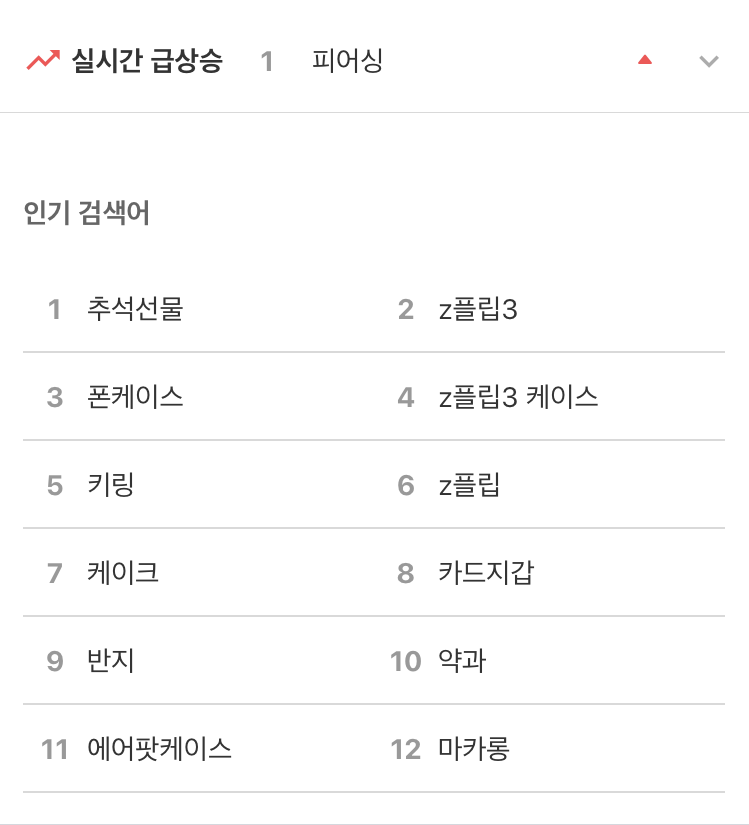 실시간 급상승 1 피어싱
인기 검색어
1 추석선물 2 z플립3
3 폰케이스 4 z플립3 케이스
5 키링 6 z플립
7 케이크 8 카드지갑
9 반지 10 약과
11 에어팟케이스 12 마카롱